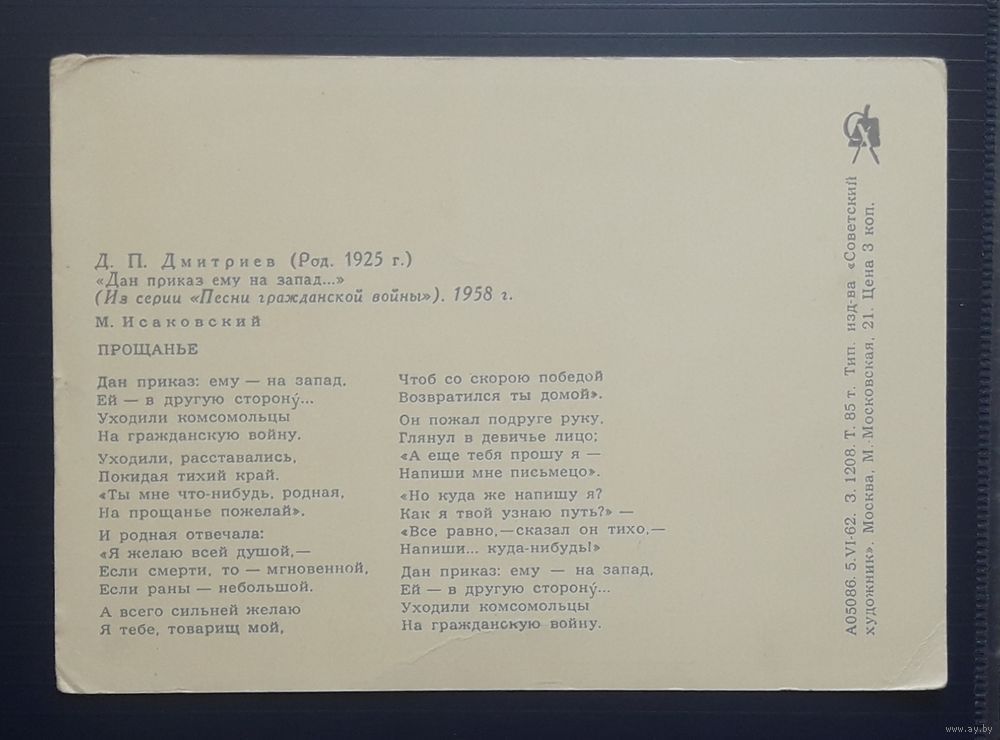 Д. П. Дмитриев (Род. 1925 г.)
«Дан приказ ему на запад...»
(Из серии «Песни гражданской войны»). 1958 г.
М. Исаковский
ПРОЩАНЬЕ
Дан приказ: ему — на запад,
Ей — в другую сторону́...
Уходили комсомольцы
На гражданскую войну.
Уходили, расставались,
Покидая тихий край.
«Ты мне что-нибудь, родная,
На прощанье пожелай».
И родная отвечала:
«Я желаю всей душой,—
Если смерти, то — мгновенной,
Если раны — небольшой.
А всего сильней желаю
Я тебе, товарищ мой,
Чтоб со скорою победой
Возвратился ты домой».
Он пожал подруге руку,
Глянул в девичье лицо;
«А еще тебя прошу я —
Напиши мне письмецо».
«Но куда же напишу я?
Как я твой узнаю путь?» —
«Все равно,—сказал он тихо,—
Напиши... куда-нибудь!»
Дан приказ: ему — на запад,
Ей — в другую сторону́...
Уходили комсомольцы
На гражданскую войну.
А05086. 5.VI-62. З. 1208. Т. 85 т. Тип. изд-ва «Советский
художник». Москва, М.-Московская, 21. Цена 3 коп.
www.ay.by